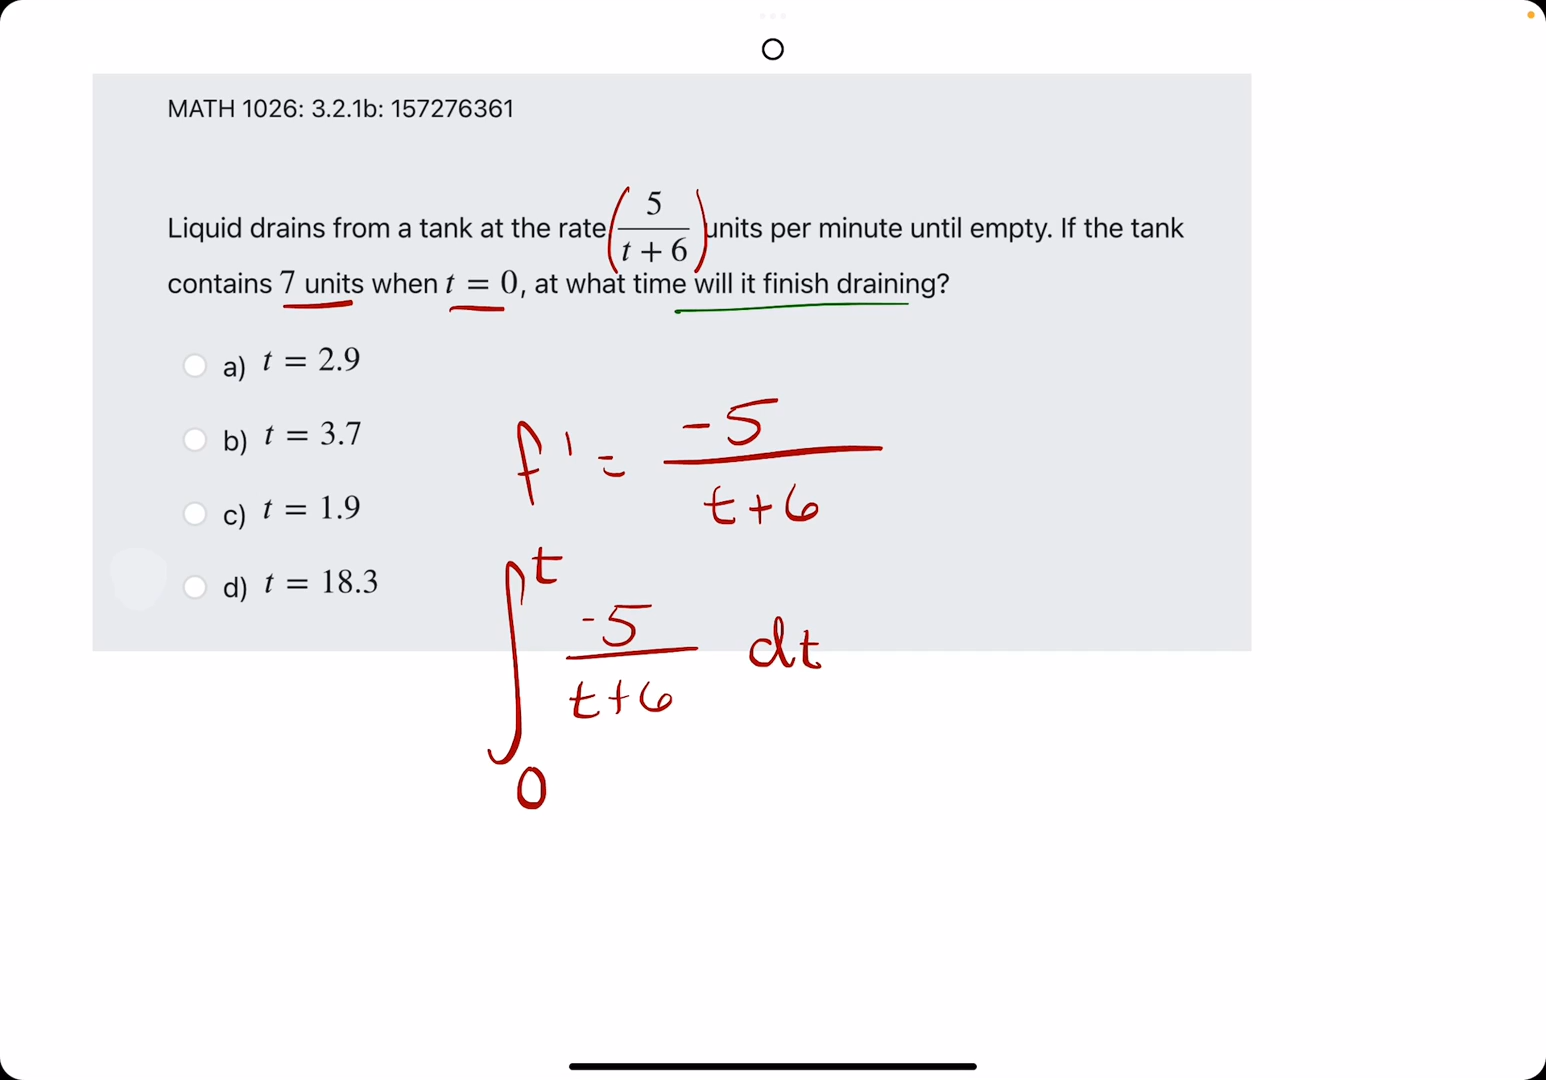 MATH 1026: 3.2.1b: 157276361
Liquid drains from a tank at the rate (5/(t + 6)) units per minute until empty. If the tank
contains 7 units when t = 0, at what time will it finish draining?
a) t = 2.9
b) t = 3.7
c) t = 1.9
d) t = 18.3
f' = -5/(t+6)
∫₀ᵗ -5/(t+6) dt